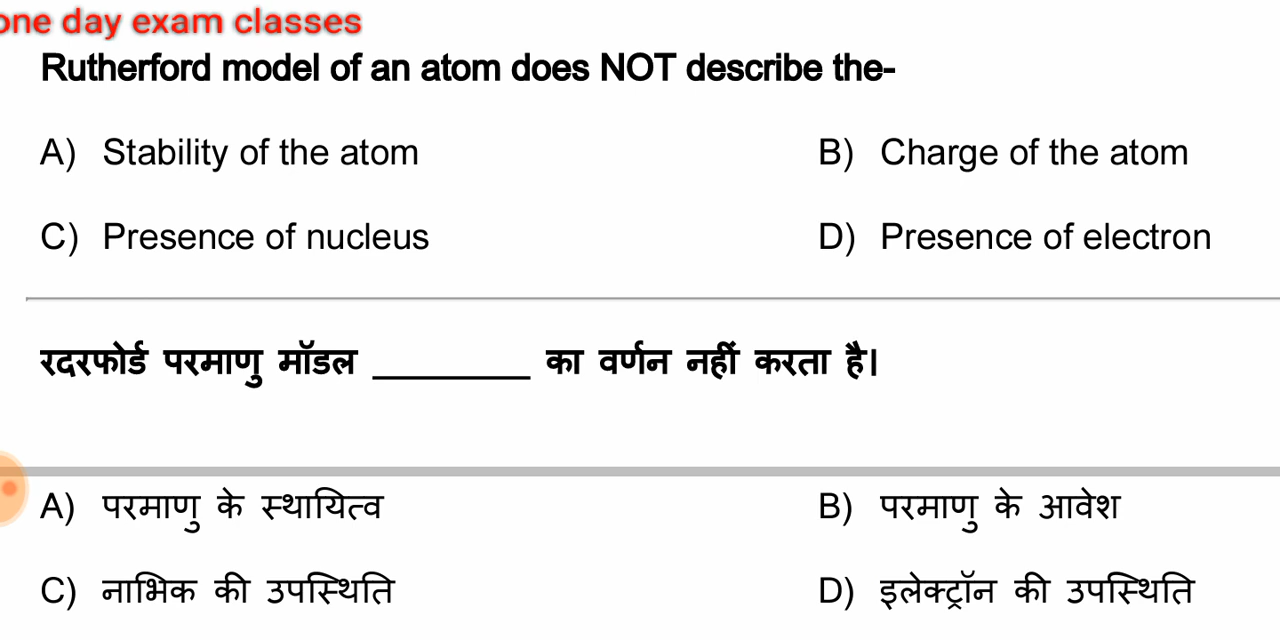 one day exam classes
Rutherford model of an atom does NOT describe the-
A) Stability of the atom B) Charge of the atom
C) Presence of nucleus D) Presence of electron
रदरफोर्ड परमाणु मॉडल ________ का वर्णन नहीं करता है।
A) परमाणु के स्थायित्व B) परमाणु के आवेश
C) नाभिक की उपस्थिति D) इलेक्ट्रॉन की उपस्थिति